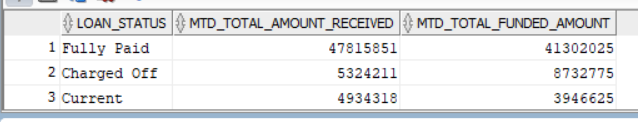 LOAN_STATUS MTD_TOTAL_AMOUNT_RECEIVED MTD_TOTAL_FUNDED_AMOUNT
1 Fully Paid 47815851 41302025
2 Charged Off 5324211 8732775
3 Current 4934318 3946625